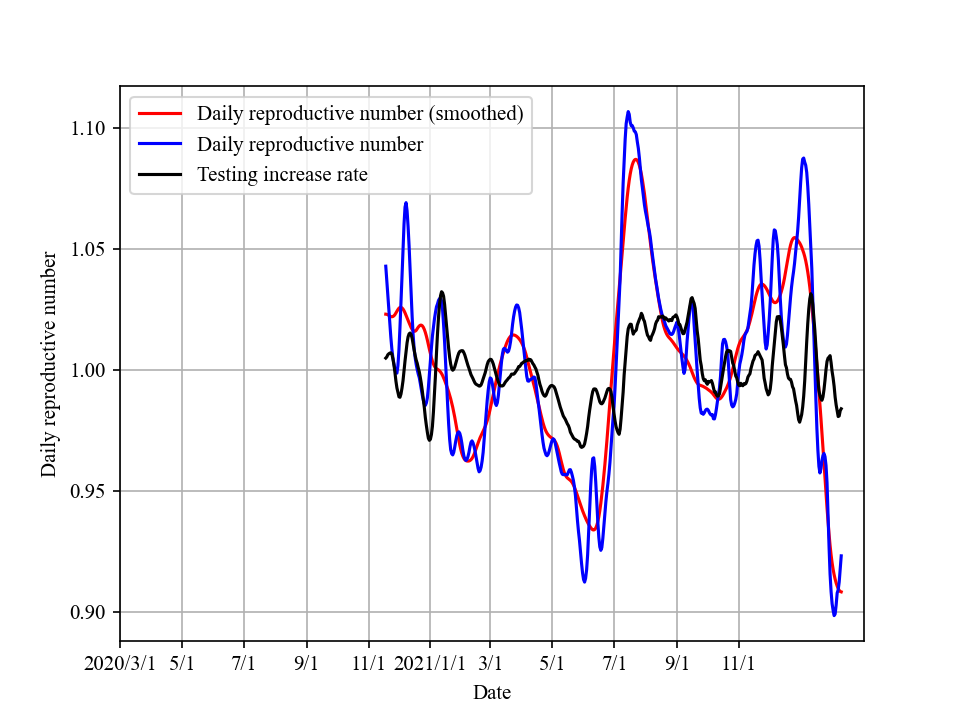 Daily reproductive number (smoothed)
Daily reproductive number
Testing increase rate
1.10
1.05
1.00
0.95
0.90
Daily reproductive number
2020/3/1 5/1 7/1 9/1 11/1 2021/1/1 3/1 5/1 7/1 9/1 11/1
Date